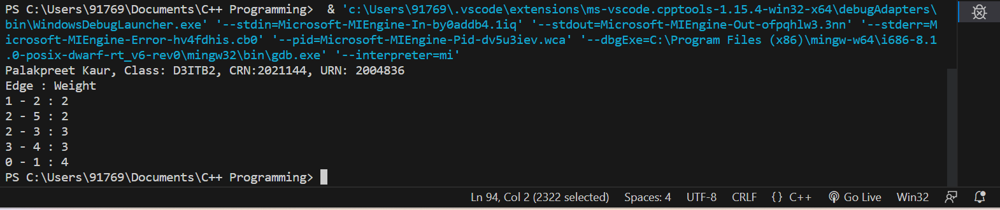 PS C:\Users\91769\Documents\C++ Programming>  & 'c:\Users\91769\.vscode\extensions\ms-vscode.cpptools-1.15.4-win32-x64\debugAdapters\
bin\WindowsDebugLauncher.exe' '--stdin=Microsoft-MIEngine-In-by0addb4.1iq' '--stdout=Microsoft-MIEngine-Out-ofpqhlw3.3nn' '--stderr=M
icrosoft-MIEngine-Error-hv4fdhis.cb0' '--pid=Microsoft-MIEngine-Pid-dv5u3iev.wca' '--dbgExe=C:\Program Files (x86)\mingw-w64\i686-8.1
.0-posix-dwarf-rt_v6-rev0\mingw32\bin\gdb.exe' '--interpreter=mi'
Palakpreet Kaur, Class: D3ITB2, CRN:2021144, URN: 2004836
Edge : Weight
1 - 2 : 2
2 - 5 : 2
2 - 3 : 3
3 - 4 : 3
0 - 1 : 4
PS C:\Users\91769\Documents\C++ Programming>
Ln 94, Col 2 (2322 selected) Spaces: 4 UTF-8 CRLF {} C++ Go Live Win32